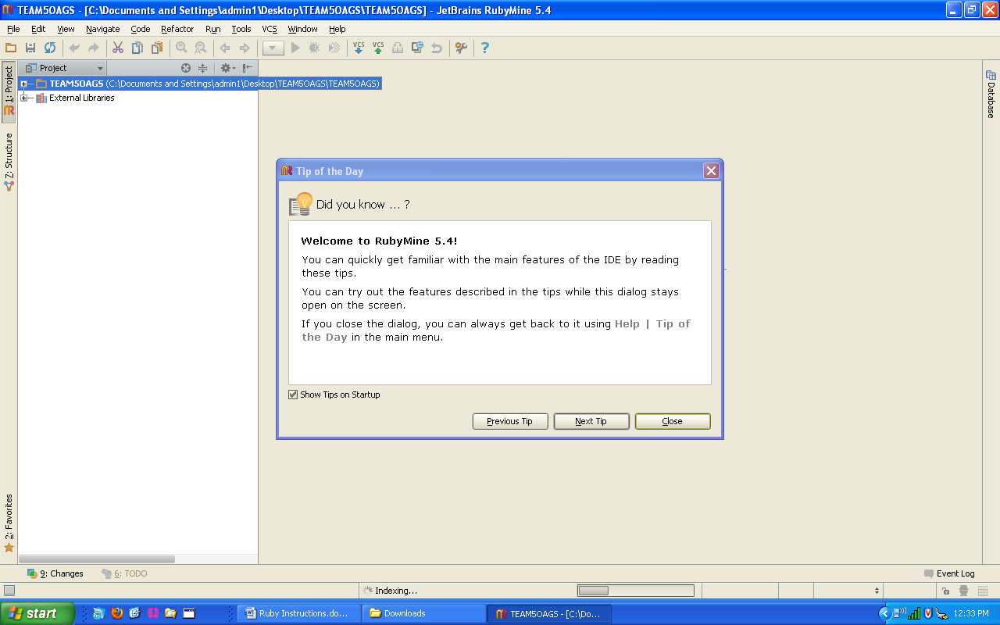 TEAM5OAGS - [C:\Documents and Settings\admin1\Desktop\TEAM5OAGS\TEAM5OAGS] - JetBrains RubyMine 5.4
File Edit View Navigate Code Refactor Run Tools VCS Window Help
VCS VCS
Project
TEAM5OAGS (C:\Documents and Settings\admin1\Desktop\TEAM5OAGS\TEAM5OAGS)
External Libraries
1: Project
Z: Structure
2: Favorites
Database
Tip of the Day
Did you know ... ?
Welcome to RubyMine 5.4!
You can quickly get familiar with the main features of the IDE by reading
these tips.
You can try out the features described in the tips while this dialog stays
open on the screen.
If you close the dialog, you can always get back to it using Help | Tip of
the Day in the main menu.
Show Tips on Startup
Previous Tip Next Tip Close
9: Changes 6: TODO Event Log
Indexing...
start Ruby Instructions.do... Downloads TEAM5OAGS - [C:\Do... 12:33 PM